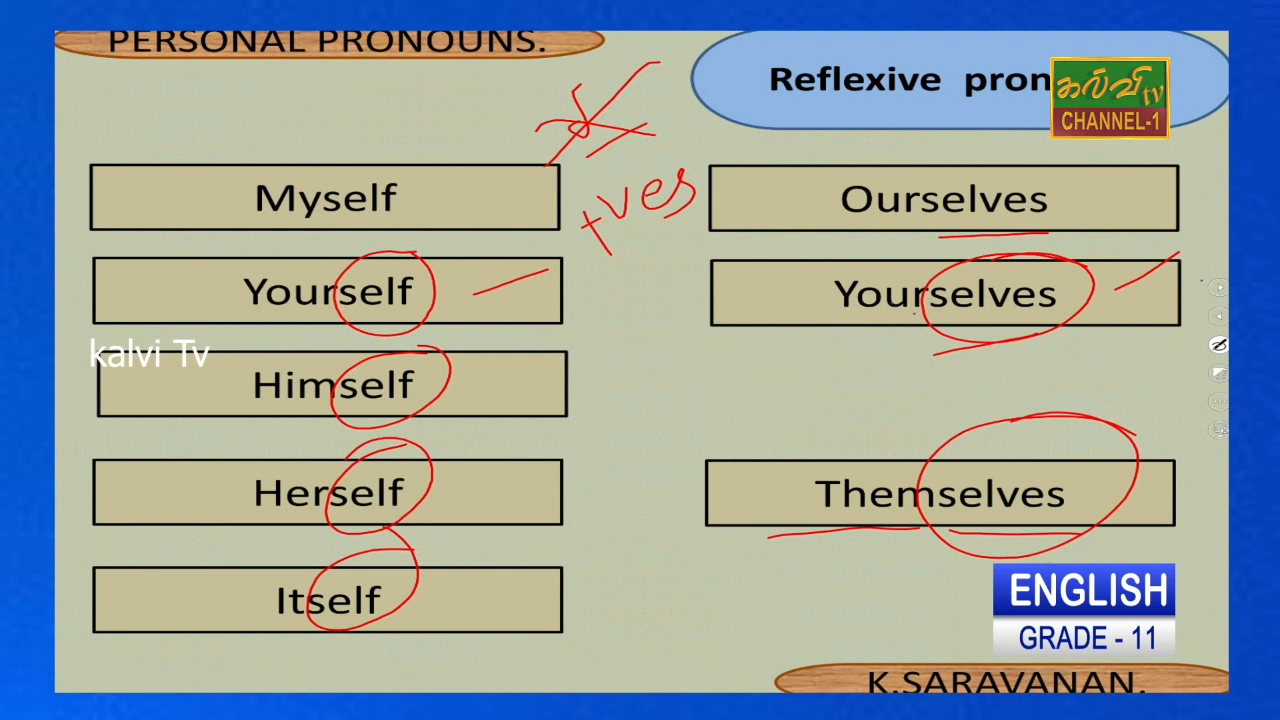 PERSONAL PRONOUNS.
Reflexive pron
கல்வி tv
CHANNEL-1
Myself
Ourselves
+ves
Yourself
Yourselves
kalvi Tv
Himself
Herself
Themselves
Itself
ENGLISH
GRADE - 11
K.SARAVANAN.